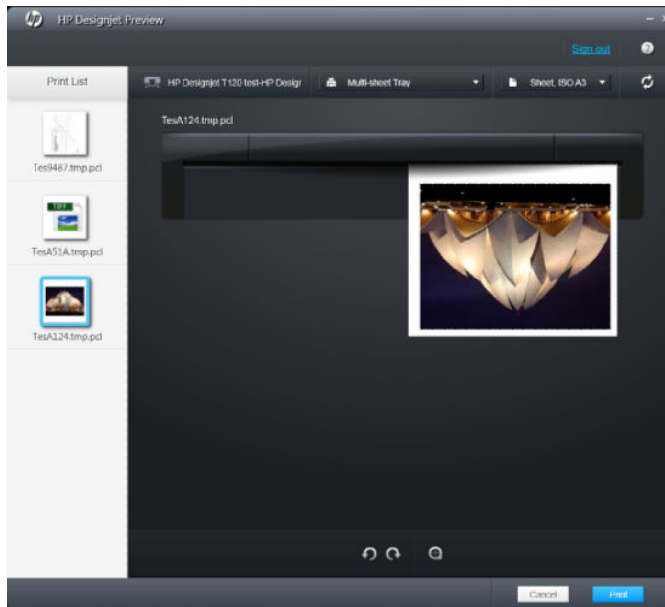 hp HP Designjet Preview
Sign out
Print List
HP Designjet T120 test-HP Desigr
Multi-sheet Tray
Sheet, ISO A3
TesA124.tmp.pcl
Tes9487.tmp.pcl
TIFF
TesA51A.tmp.pcl
TesA124.tmp.pcl
Cancel
Print